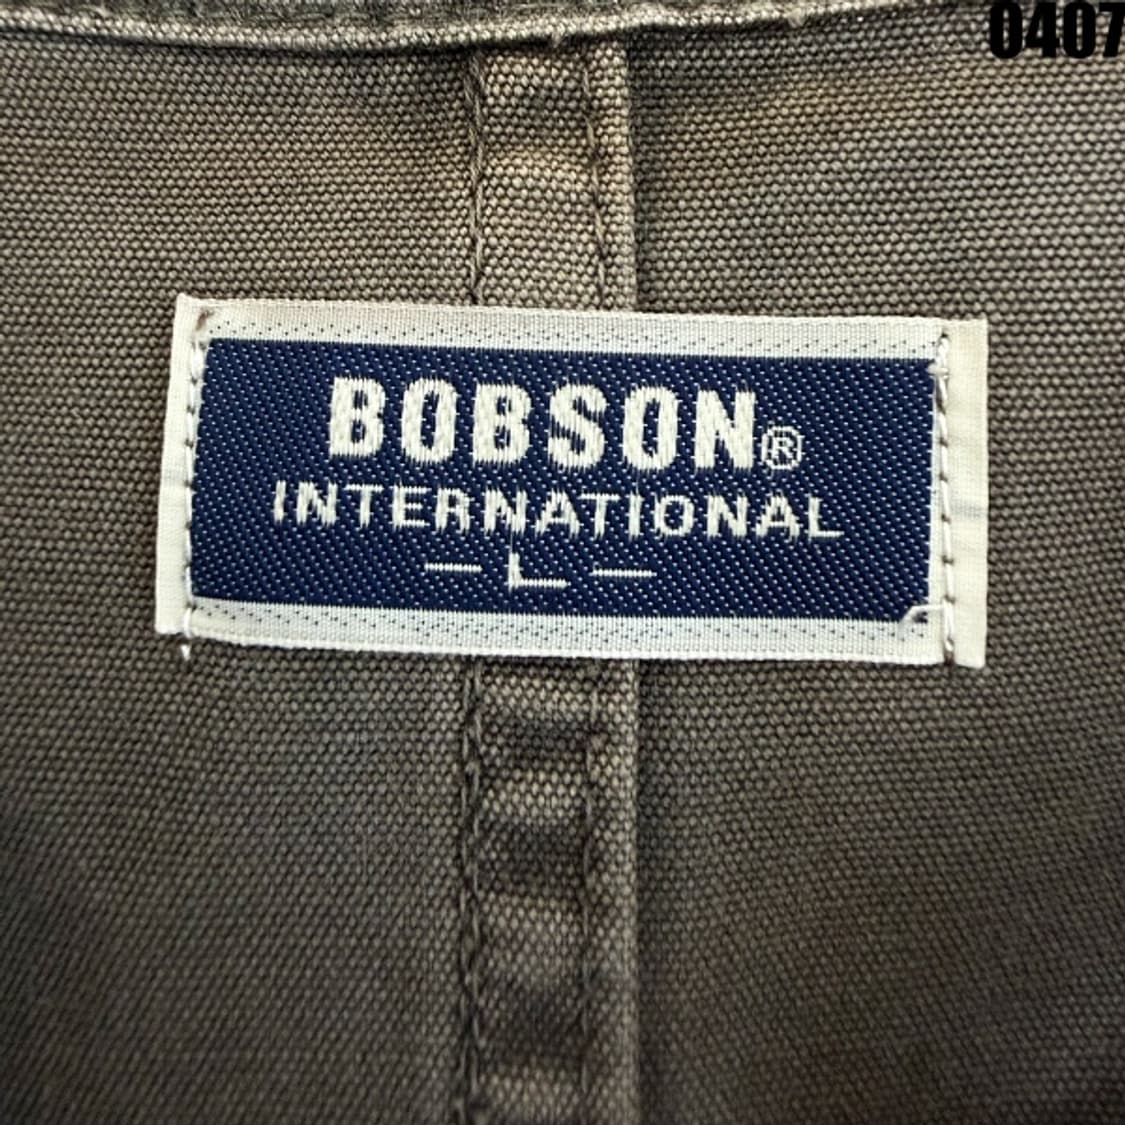 0407
BOBSON®
INTERNATIONAL
— L —